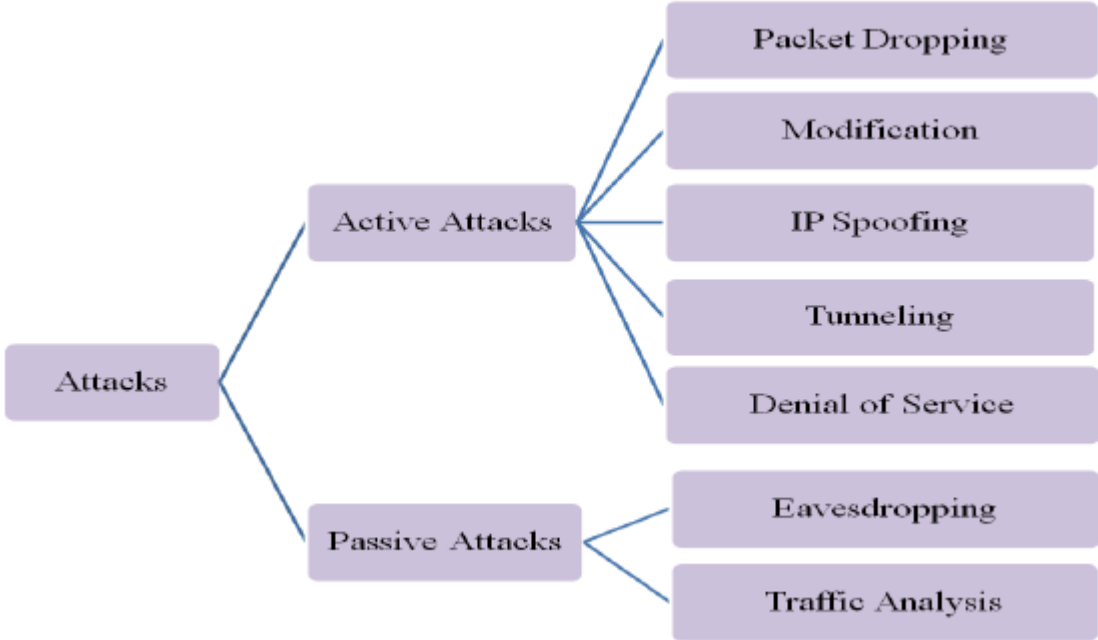 Packet Dropping
Modification
Active Attacks
IP Spoofing
Tunneling
Attacks
Denial of Service
Eavesdropping
Passive Attacks
Traffic Analysis